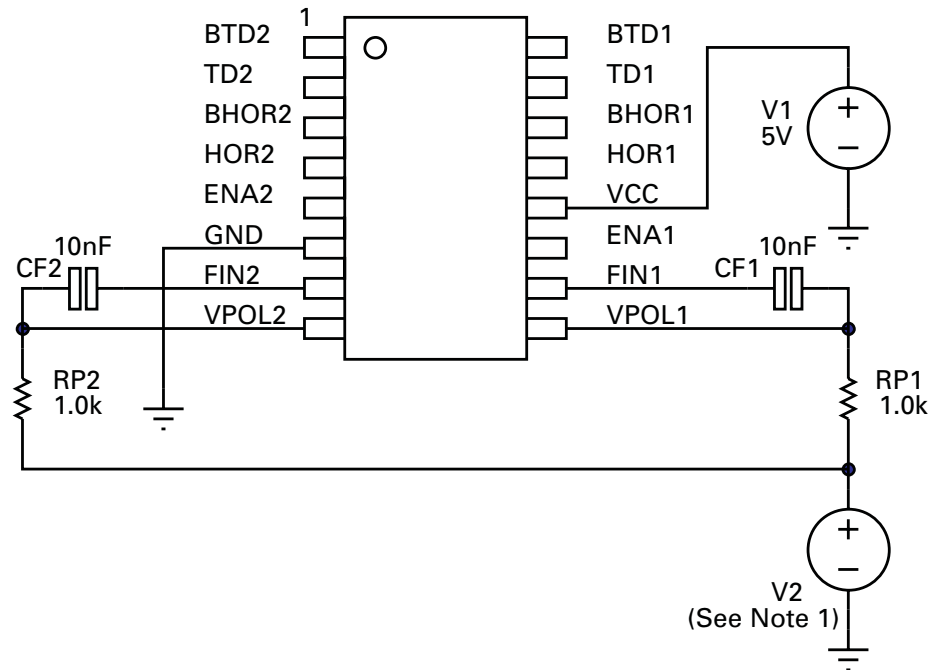 1
BTD2
TD2
BHOR2
HOR2
ENA2
GND
FIN2
VPOL2
BTD1
TD1
BHOR1
HOR1
VCC
ENA1
FIN1
VPOL1
V1
5V
+
−
10nF
CF2
10nF
CF1
RP2
1.0k
RP1
1.0k
+
−
V2
(See Note 1)